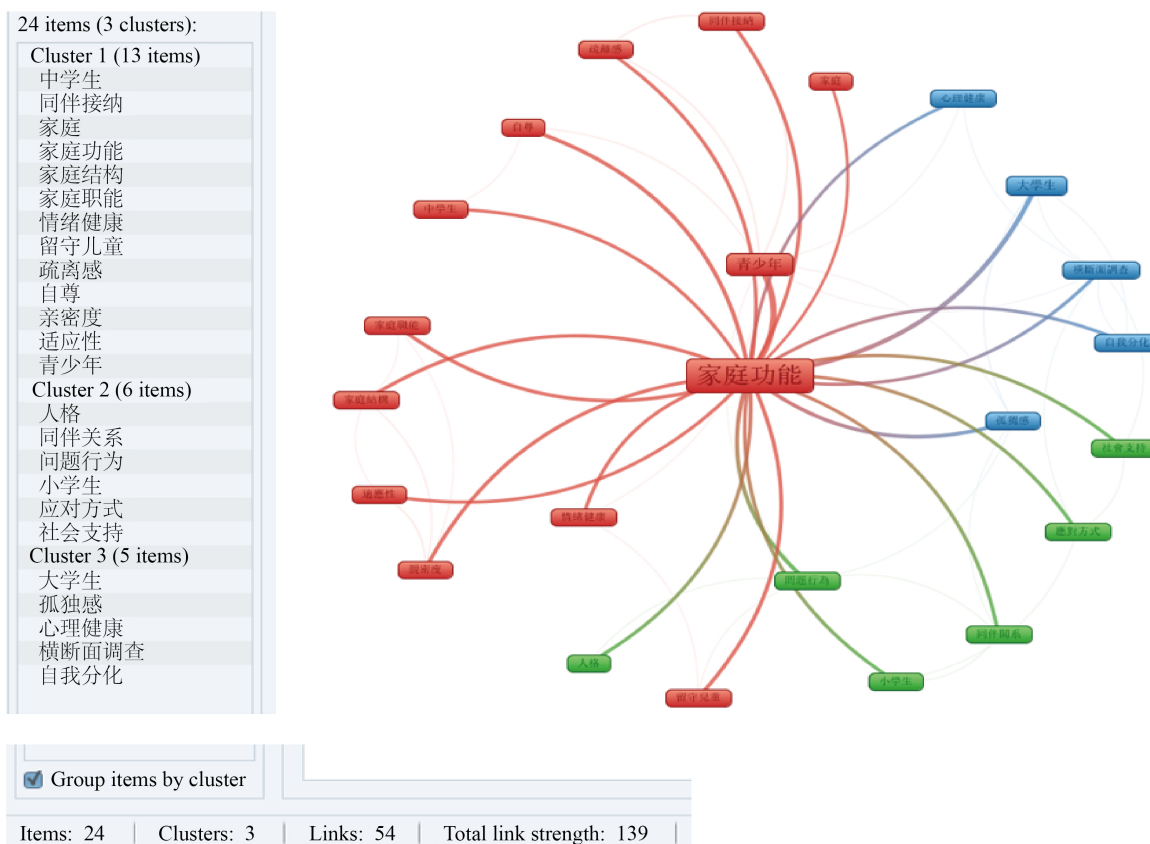 24 items (3 clusters):
Cluster 1 (13 items)
中学生
同伴接纳
家庭
家庭功能
家庭结构
家庭职能
情绪健康
留守儿童
疏离感
自尊
亲密度
适应性
青少年
Cluster 2 (6 items)
人格
同伴关系
问题行为
小学生
应对方式
社会支持
Cluster 3 (5 items)
大学生
孤独感
心理健康
横断面调查
自我分化
同伴接納
疏離感
家庭
心理健康
自尊
大學生
中學生
青少年
橫斷面調查
家庭職能
自我分化
家庭功能
家庭結構
孤獨感
社會支持
適應性
情緒健康
應對方式
親密度
問題行為
同伴關系
人格
小學生
留守兒童
Group items by cluster
Items: 24
Clusters: 3
Links: 54
Total link strength: 139